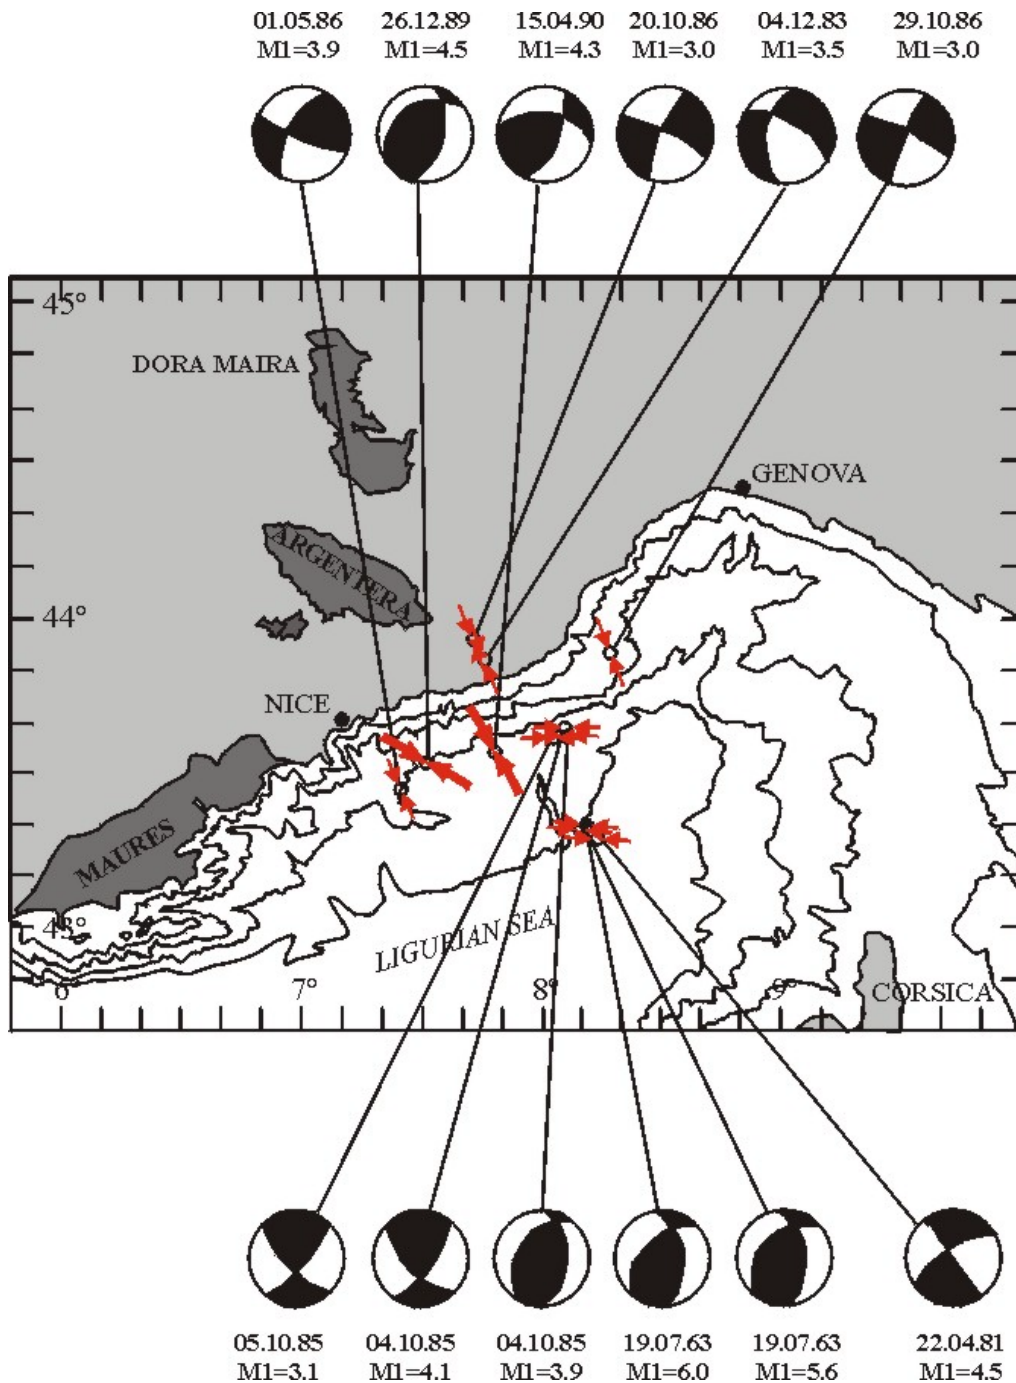 01.05.86 26.12.89 15.04.90 20.10.86 04.12.83 29.10.86
M1=3.9 M1=4.5 M1=4.3 M1=3.0 M1=3.5 M1=3.0
45°
DORA MAIRA
GENOVA
ARGENTERA
44°
NICE
MAURES
43°
LIGURIAN SEA
6° 7° 8° 9° CORSICA
05.10.85 04.10.85 04.10.85 19.07.63 19.07.63 22.04.81
M1=3.1 M1=4.1 M1=3.9 M1=6.0 M1=5.6 M1=4.5